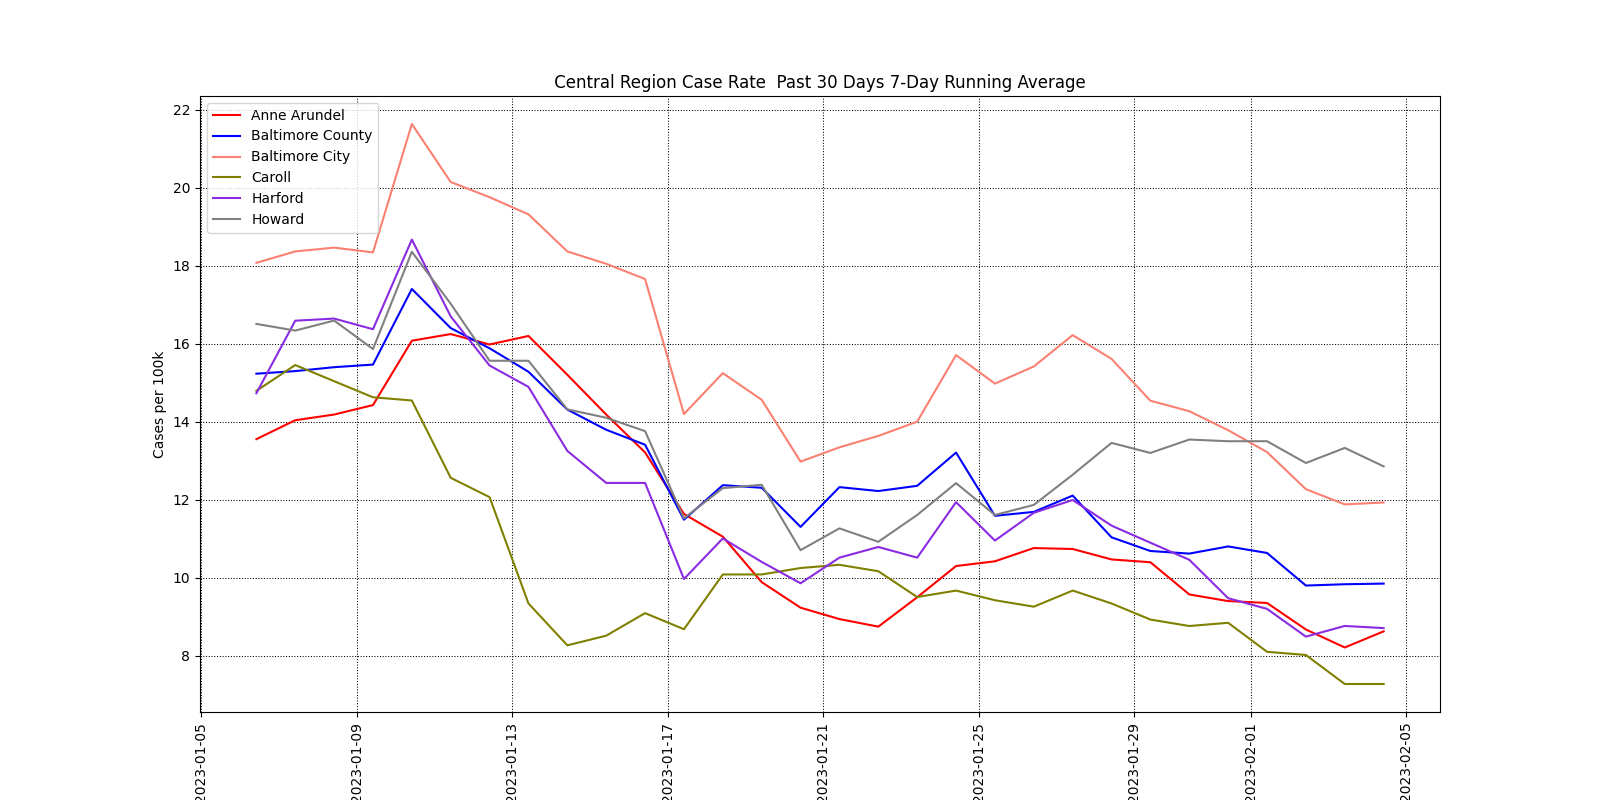 Central Region Case Rate  Past 30 Days 7-Day Running Average
Anne Arundel
Baltimore County
Baltimore City
Caroll
Harford
Howard
Cases per 100k
22
20
18
16
14
12
10
8
2023-01-05
2023-01-09
2023-01-13
2023-01-17
2023-01-21
2023-01-25
2023-01-29
2023-02-01
2023-02-05